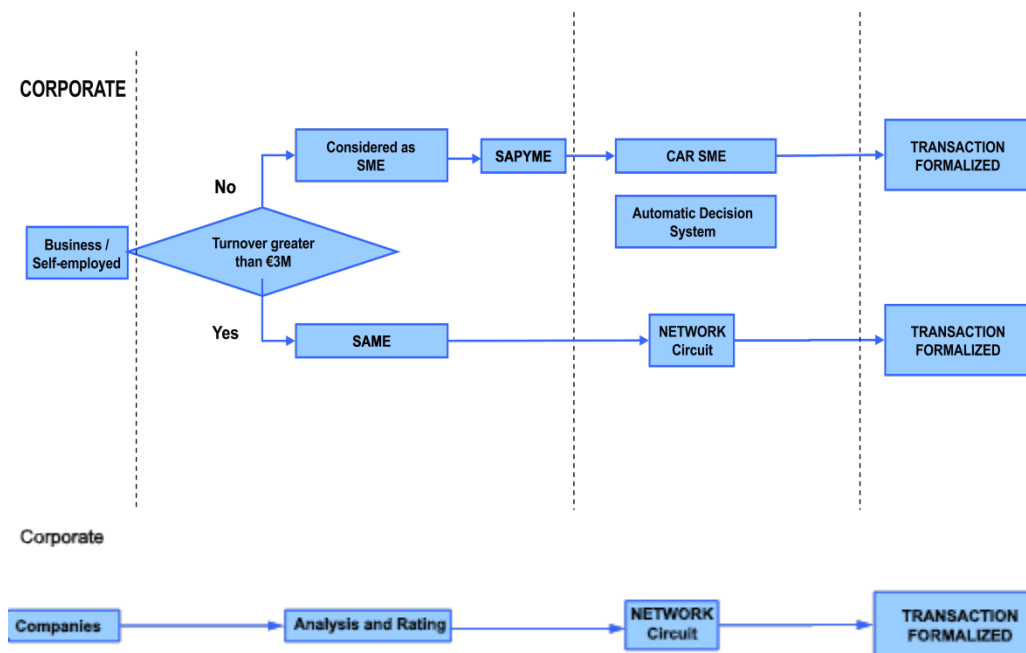 CORPORATE
Considered as
SME
SAPYME
CAR SME
TRANSACTION
FORMALIZED
No
Automatic Decision
System
Business /
Self-employed
Turnover greater
than €3M
Yes
SAME
NETWORK
Circuit
TRANSACTION
FORMALIZED
Corporate
Companies
Analysis and Rating
NETWORK
Circuit
TRANSACTION
FORMALIZED